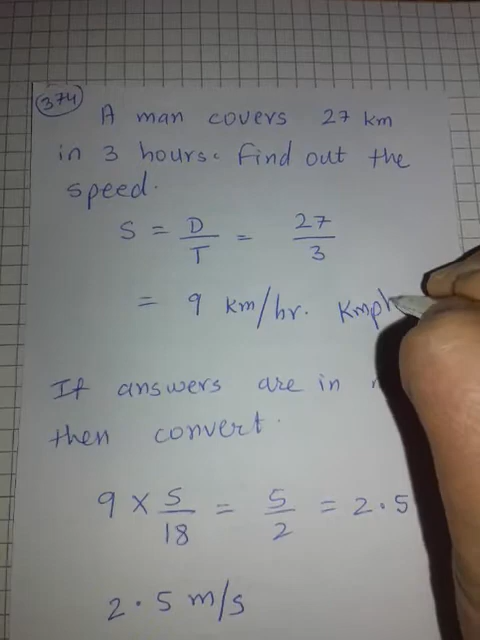 374
A man covers 27 km
in 3 hours. Find out the
speed.
S = D/T = 27/3
= 9 km/hr. Kmph
If answers are in
then convert.
9 × 5/18 = 5/2 = 2.5
2.5 m/s